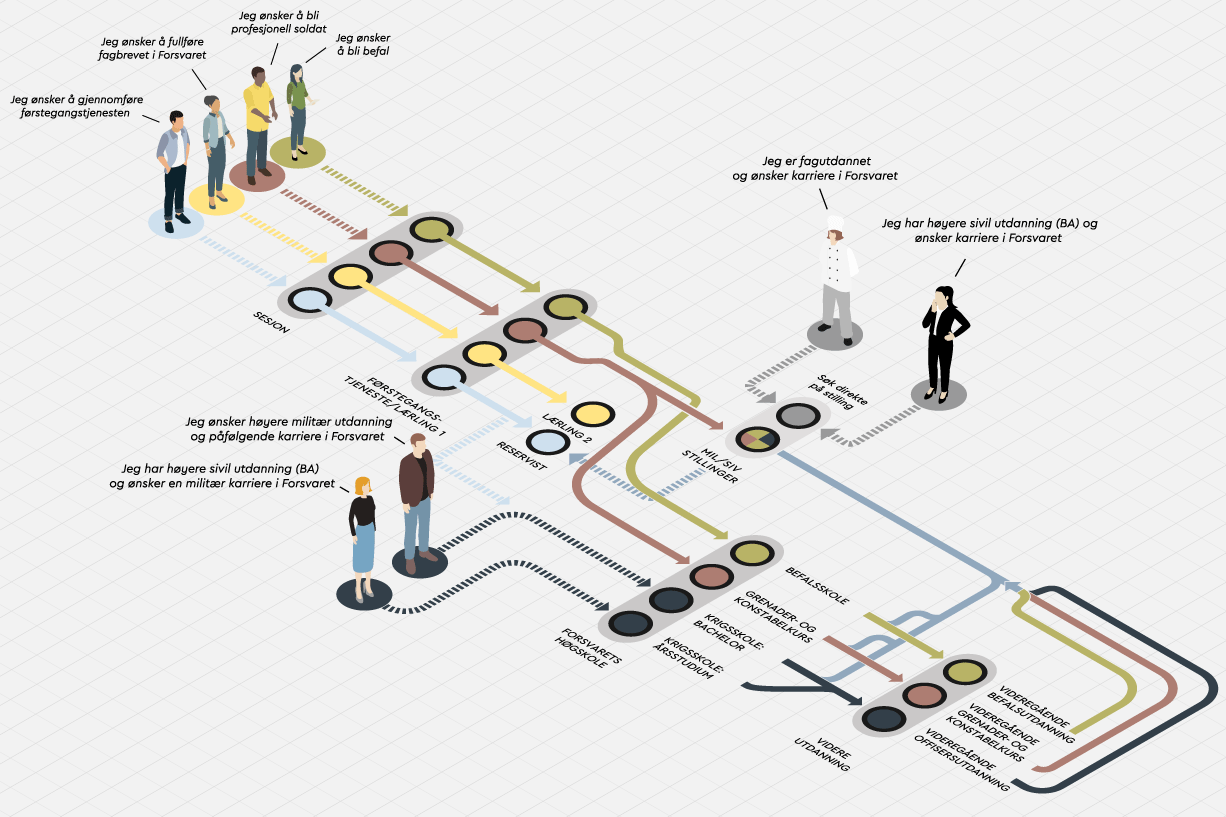 Jeg ønsker å bli
profesjonell soldat
Jeg ønsker å fullføre
fagbrevet i Forsvaret
Jeg ønsker
å bli befal
Jeg ønsker å gjennomføre
førstegangstjenesten
Jeg er fagutdannet
og ønsker karriere i Forsvaret
Jeg har høyere sivil utdanning (BA) og
ønsker karriere i Forsvaret
SESJON
FØRSTEGANGS-
TJENESTE/LÆRLING 1
Søk direkte
på stilling
LÆRLING 2
RESERVIST
MIL/SIV
STILLINGER
Jeg ønsker høyere militær utdanning
og påfølgende karriere i Forsvaret
Jeg har høyere sivil utdanning (BA)
og ønsker en militær karriere i Forsvaret
BEFALSSKOLE
GRENADER- OG
KONSTABELKURS
KRIGSSKOLE:
BACHELOR
KRIGSSKOLE:
ÅRSSTUDIUM
FORSVARETS
HØGSKOLE
VIDEREGÅENDE
BEFALSUTDANNING
VIDEREGÅENDE
GRENADER- OG
KONSTABELKURS
VIDEREGÅENDE
OFFISERSUTDANNING
VIDERE
UTDANNING